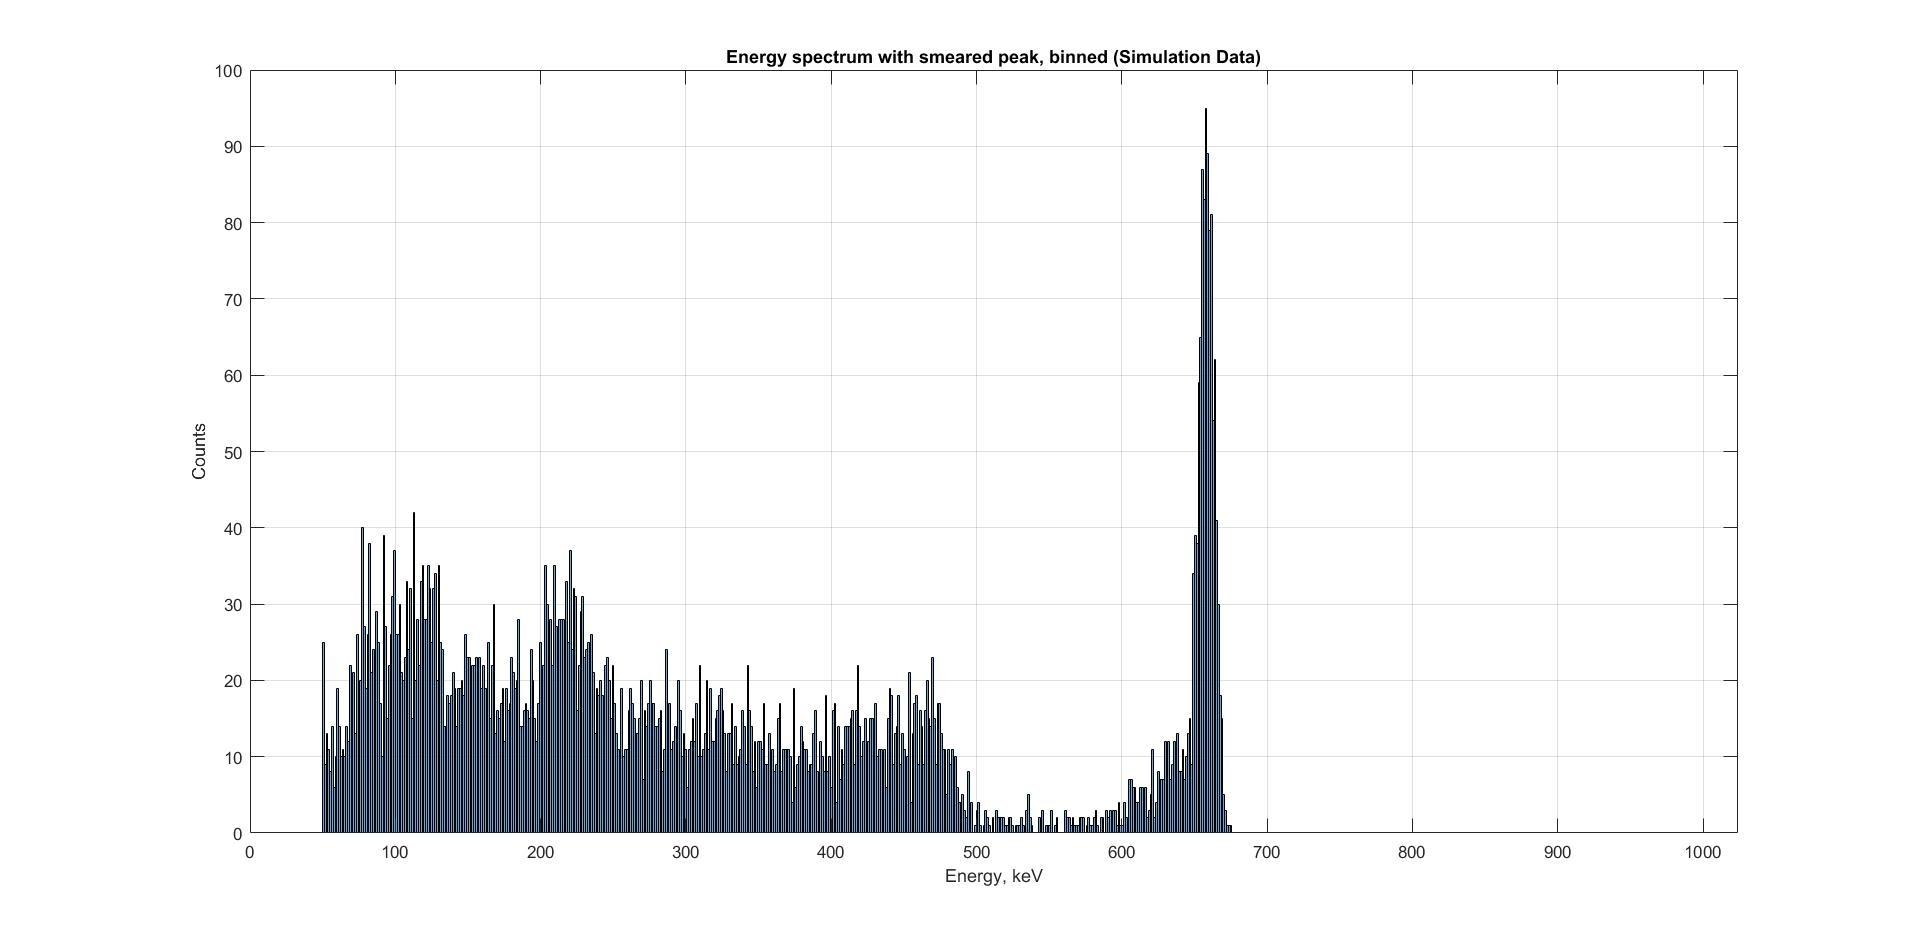 Energy spectrum with smeared peak, binned (Simulation Data)
100
90
80
70
60
50
40
30
20
10
0
Counts
0 100 200 300 400 500 600 700 800 900 1000
Energy, keV